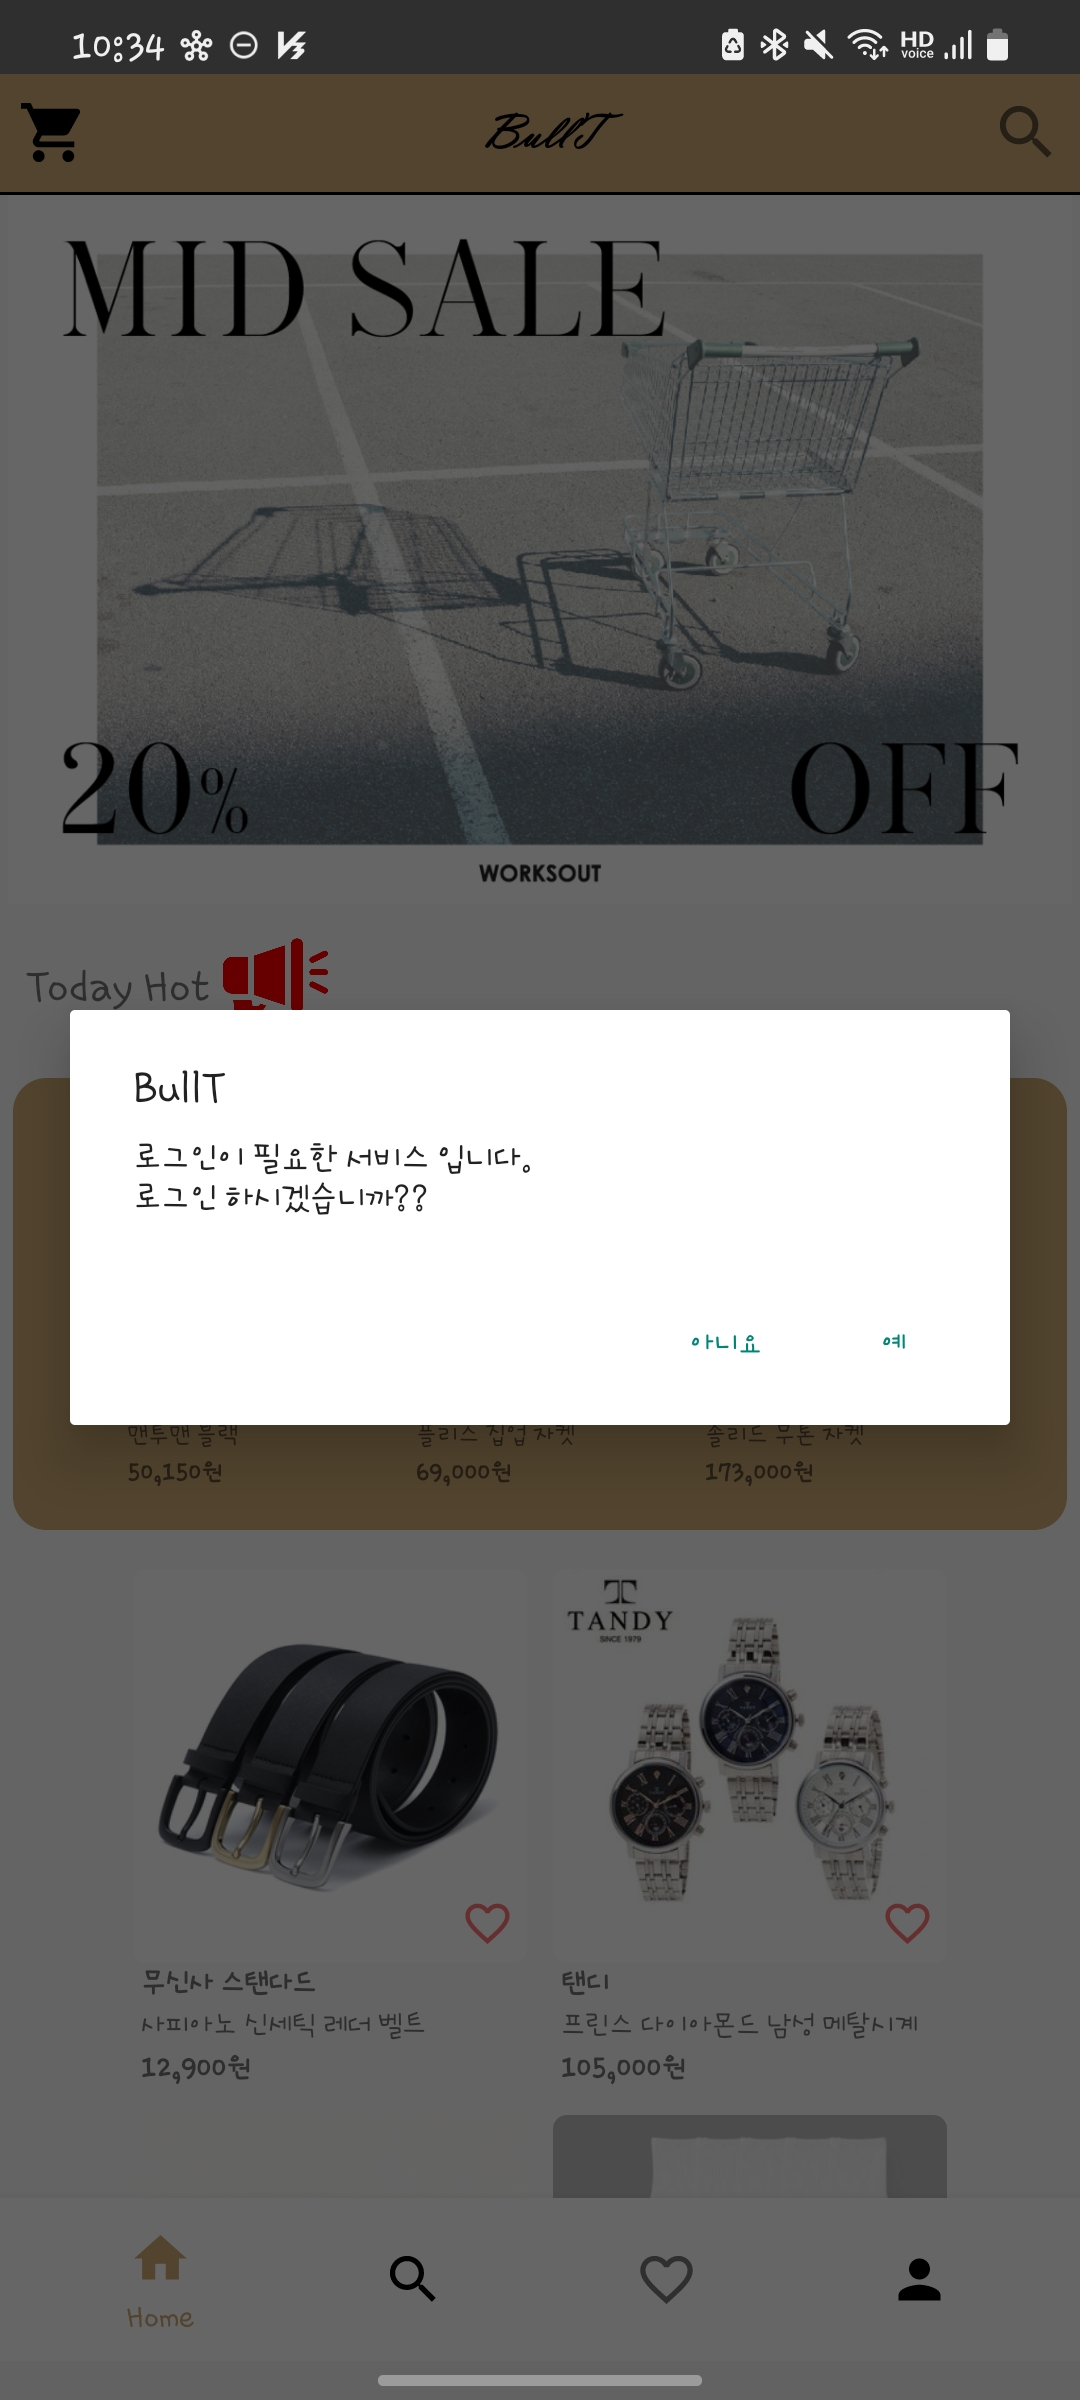 10:34
HD
voice
BullT
MID SALE
20%
OFF
WORKSOUT
Today Hot
BullT
로그인이 필요한 서비스 입니다.
로그인 하시겠습니까??
아니요
예
맨투맨 블랙
플리스 집업 자켓
솔리드 무톤 자켓
50,150원
69,000원
173,000원
TANDY
SINCE 1979
무신사 스탠다드
탠디
사피아노 신세틱 레더 벨트
프린스 다이아몬드 남성 메탈시계
12,900원
105,000원
Home